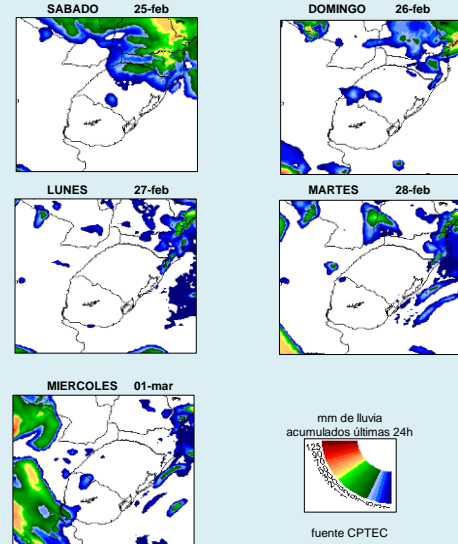 SABADO 25-feb
DOMINGO 26-feb
LUNES 27-feb
MARTES 28-feb
MIERCOLES 01-mar
mm de lluvia
acumulados últimas 24h
125
fuente CPTEC